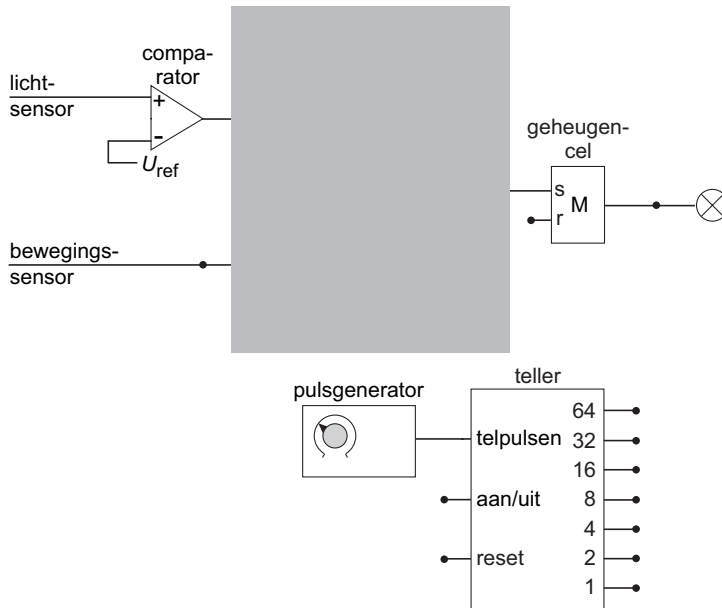 compa-
rator
licht-
sensor
+
-
Uref
geheugen-
cel
s
M
r
bewegings-
sensor
teller
pulsgenerator
64
telpulsen
32
16
aan/uit
8
4
reset
2
1